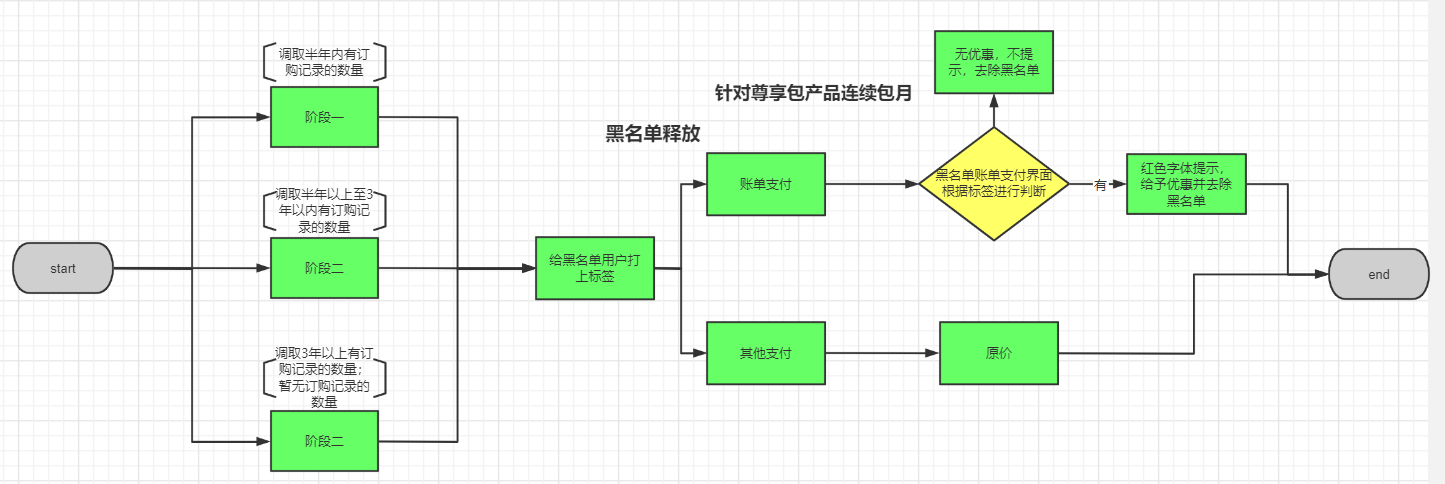 调取半年内有订
购记录的数量
阶段一
调取半年以上至3
年以内有订购记
录的数量
start
阶段二
调取3年以上有订
购记录的数量；
暂无订购记录的
数量
阶段二
给黑名单用户打
上标签
黑名单释放
针对尊享包产品连续包月
账单支付
无优惠，不提
示，去除黑名单
黑名单账单支付界面
根据标签进行判断
有
红色字体提示，
给予优惠并去除
黑名单
其他支付
原价
end